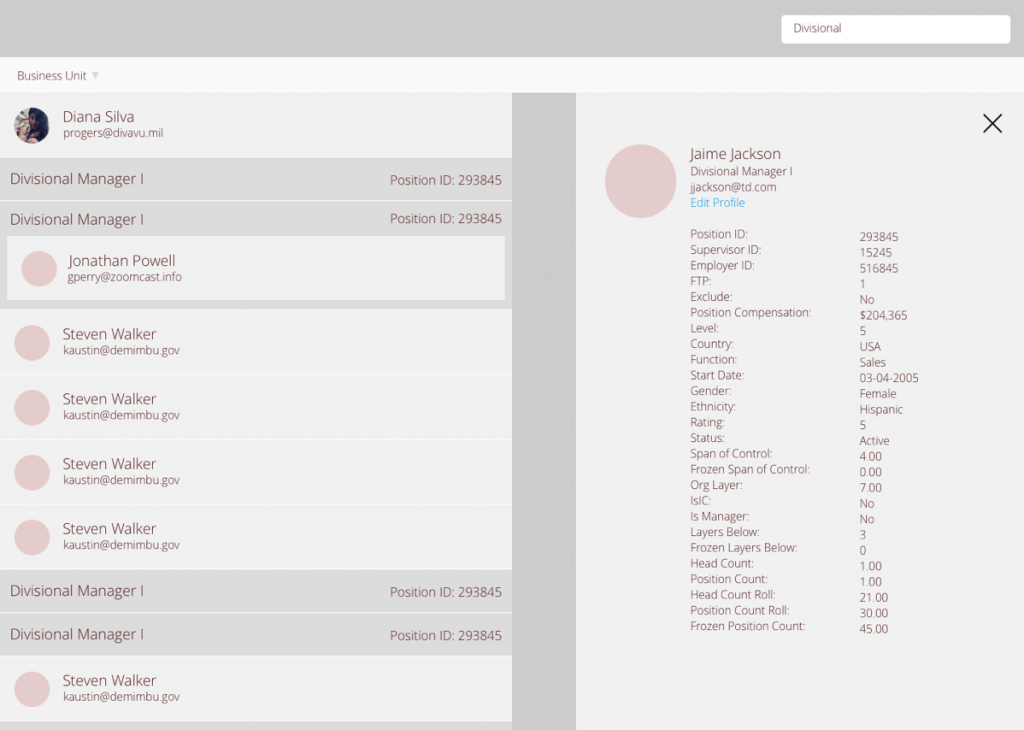 Divisional
Business Unit
Diana Silva
progers@divavu.mil
Divisional Manager I Position ID: 293845
Divisional Manager I Position ID: 293845
Jonathan Powell
gperry@zoomcast.info
Steven Walker
kaustin@demimbu.gov
Steven Walker
kaustin@demimbu.gov
Steven Walker
kaustin@demimbu.gov
Steven Walker
kaustin@demimbu.gov
Divisional Manager I Position ID: 293845
Divisional Manager I Position ID: 293845
Steven Walker
kaustin@demimbu.gov
Jaime Jackson
Divisional Manager I
jjackson@td.com
Edit Profile
Position ID: 293845
Supervisor ID: 15245
Employer ID: 516845
FTP: 1
Exclude: No
Position Compensation: $204,365
Level: 5
Country: USA
Function: Sales
Start Date: 03-04-2005
Gender: Female
Ethnicity: Hispanic
Rating: 5
Status: Active
Span of Control: 4.00
Frozen Span of Control: 0.00
Org Layer: 7.00
IsIC: No
Is Manager: No
Layers Below: 3
Frozen Layers Below: 0
Head Count: 1.00
Position Count: 1.00
Head Count Roll: 21.00
Position Count Roll: 30.00
Frozen Position Count: 45.00